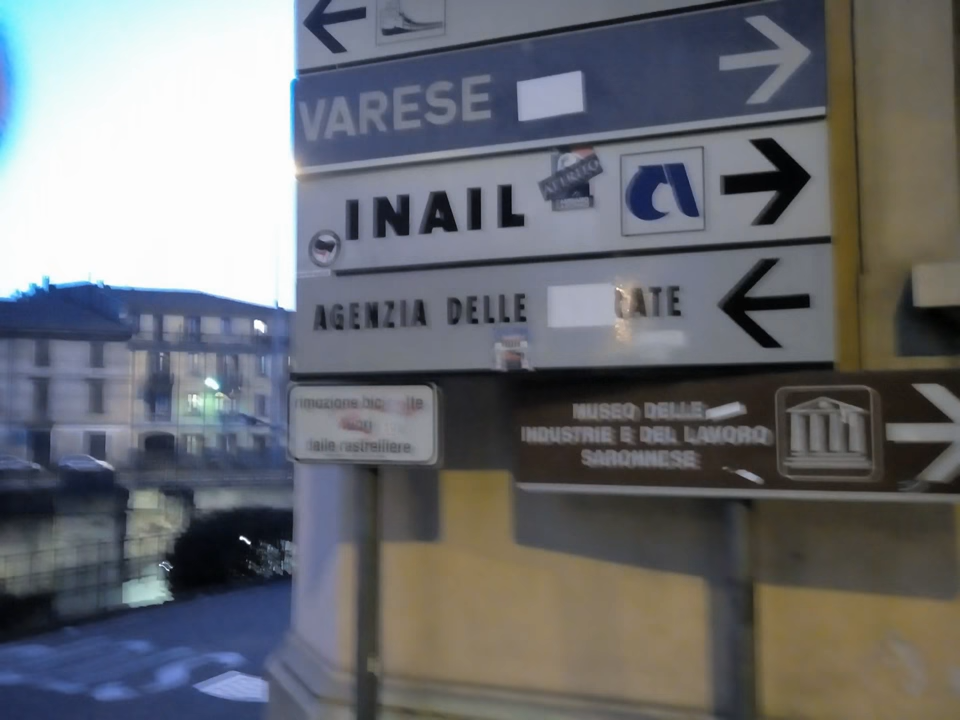 VARESE
INAIL
AGENZIA DELLE
rimozione
dalle rastrelliere
MUSEO DELLE
INDUSTRIE E DEL LAVORO
SARONNESE